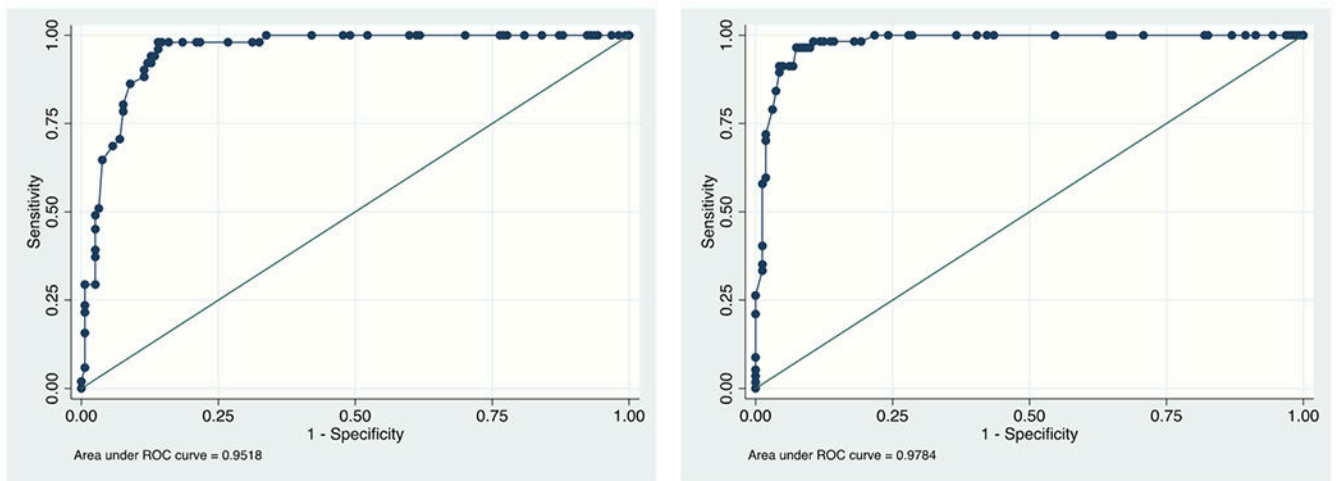 Sensitivity
1.00
0.75
0.50
0.25
0.00
0.00 0.25 0.50 0.75 1.00
1 - Specificity
Area under ROC curve = 0.9518
Sensitivity
1.00
0.75
0.50
0.25
0.00
0.00 0.25 0.50 0.75 1.00
1 - Specificity
Area under ROC curve = 0.9784